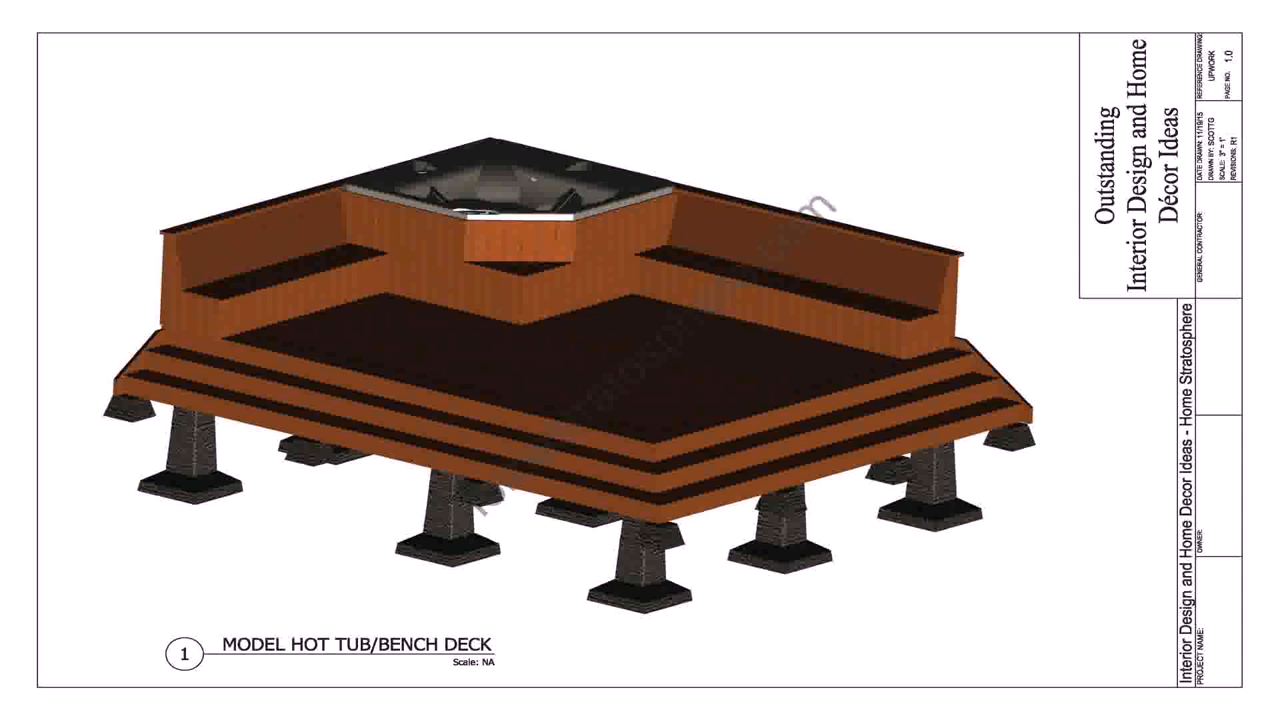 Outstanding
Interior Design and Home
Décor Ideas
REFERENCE DRAWING:
UPWORK
PAGE NO. 1.0
DATE DRAWN: 11/19/15
DRAWN BY: SCOTTG
SCALE: 3" = 1'
REVISIONS: R1
GENERAL CONTRACTOR:
OWNER:
PROJECT NAME:
Interior Design and Home Decor Ideas - Home Stratosphere
1
MODEL HOT TUB/BENCH DECK
Scale: NA